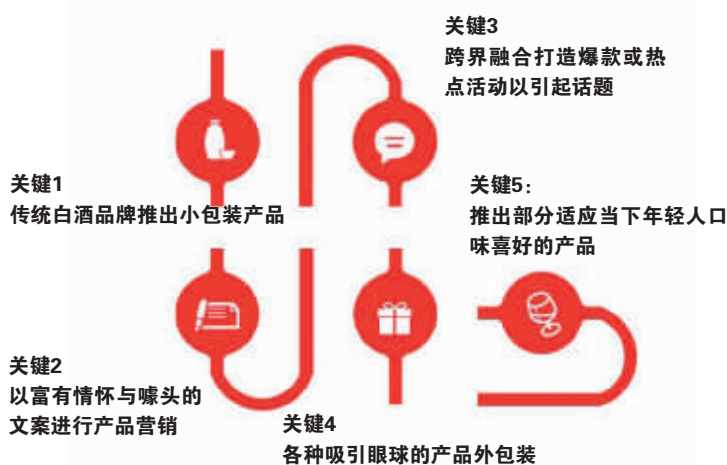 关键1
传统白酒品牌推出小包装产品
关键2
以富有情怀与噱头的
文案进行产品营销
关键3
跨界融合打造爆款或热
点活动以引起话题
关键4
各种吸引眼球的产品外包装
关键5：
推出部分适应当下年轻人口
味喜好的产品